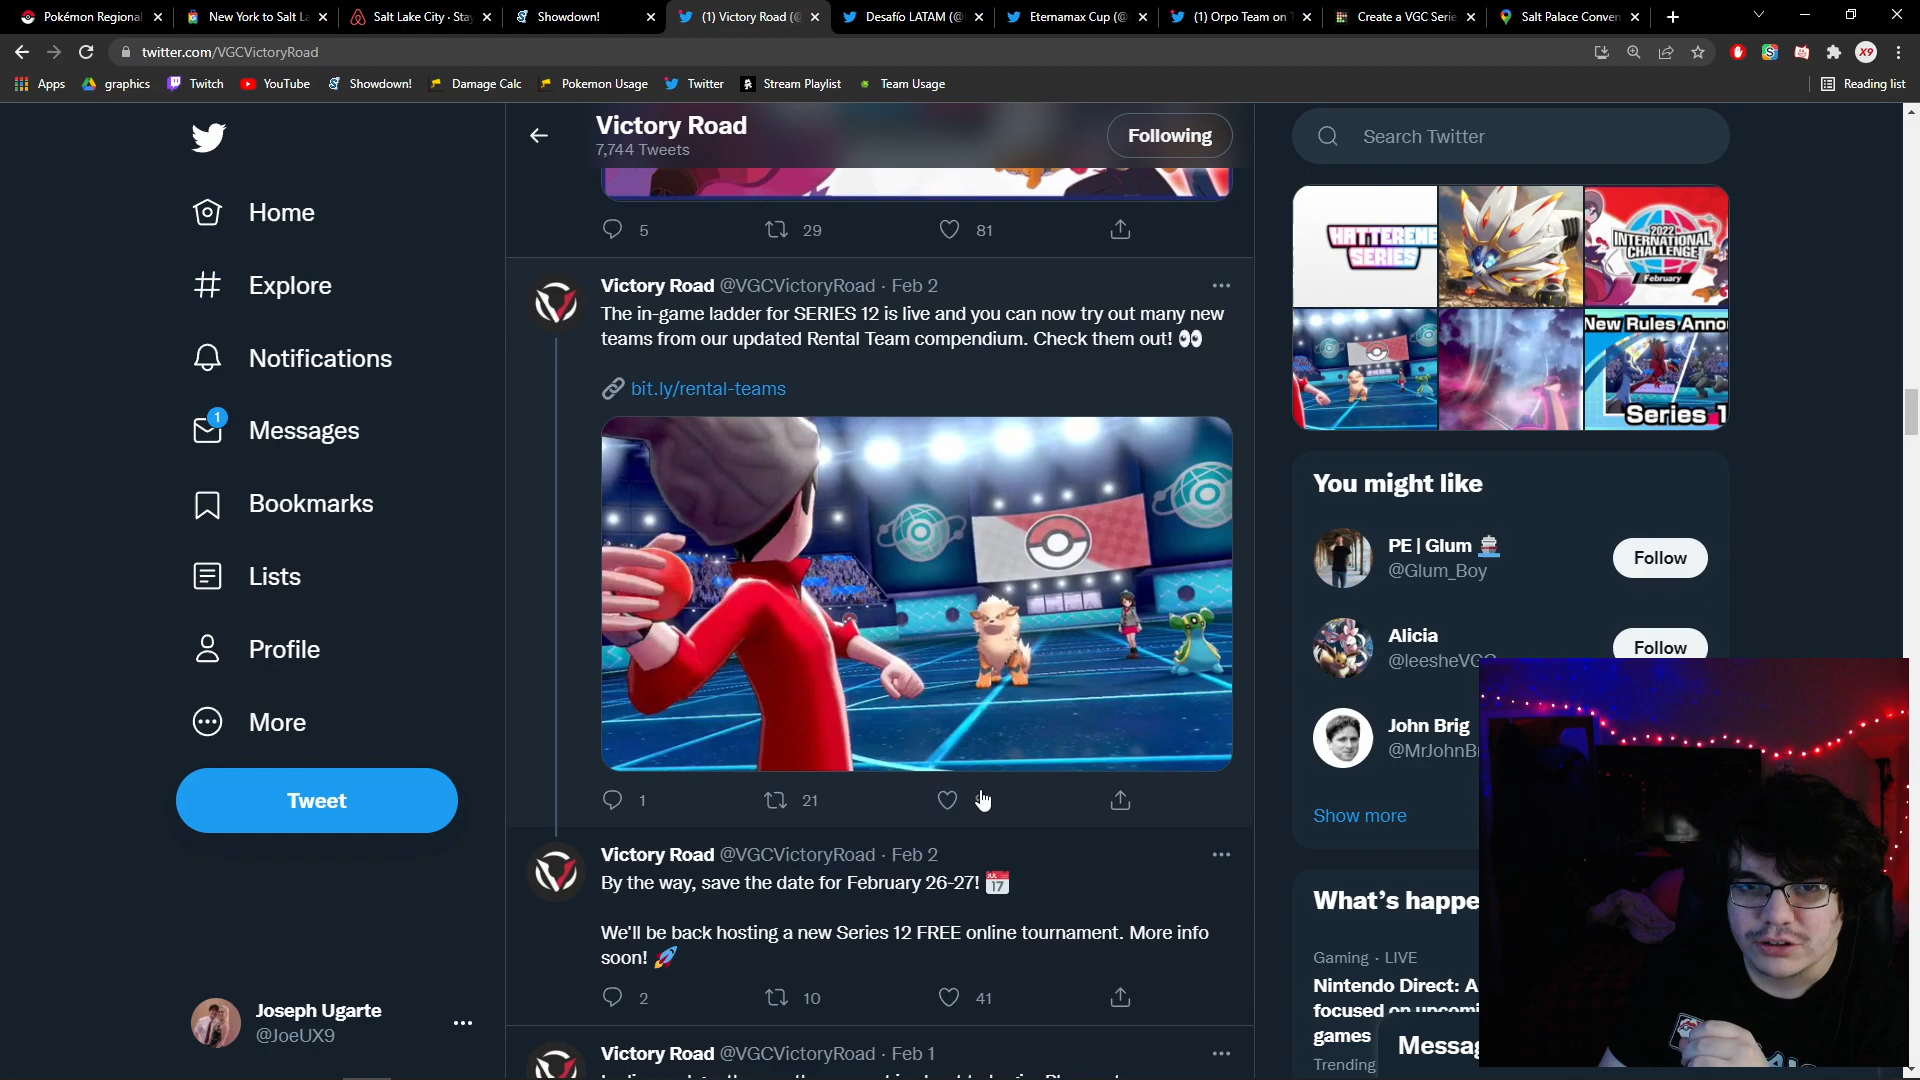 Pokémon Regional
New York to Salt La
Salt Lake City · Stay
Showdown!
(1) Victory Road (@
Desafío LATAM (@
Eternamax Cup (@
(1) Orpo Team on T
Create a VGC Serie
Salt Palace Conven
twitter.com/VGCVictoryRoad
X9
Apps
graphics
Twitch
YouTube
Showdown!
Damage Calc
Pokemon Usage
Twitter
Stream Playlist
Team Usage
Reading list
Home
Explore
Notifications
1
Messages
Bookmarks
Lists
Profile
More
Tweet
Joseph Ugarte
@JoeUX9
Victory Road
7,744 Tweets
Following
5
29
81
Victory Road @VGCVictoryRoad · Feb 2
The in-game ladder for SERIES 12 is live and you can now try out many new
teams from our updated Rental Team compendium. Check them out! 👀
🔗 bit.ly/rental-teams
1
21
Victory Road @VGCVictoryRoad · Feb 2
By the way, save the date for February 26-27! 📅
We'll be back hosting a new Series 12 FREE online tournament. More info
soon! 🚀
2
10
41
Victory Road @VGCVictoryRoad · Feb 1
Search Twitter
HATTERENE
SERIES
2022
INTERNATIONAL
CHALLENGE
February
New Rules Anno
Series 1
You might like
PE | Glum 🚢
@Glum_Boy
Follow
Alicia
@leesheVGC
Follow
John Brig
@MrJohnB
Show more
What's happe
Gaming · LIVE
Nintendo Direct: A
focused on upcomi
games
Trending
Messag